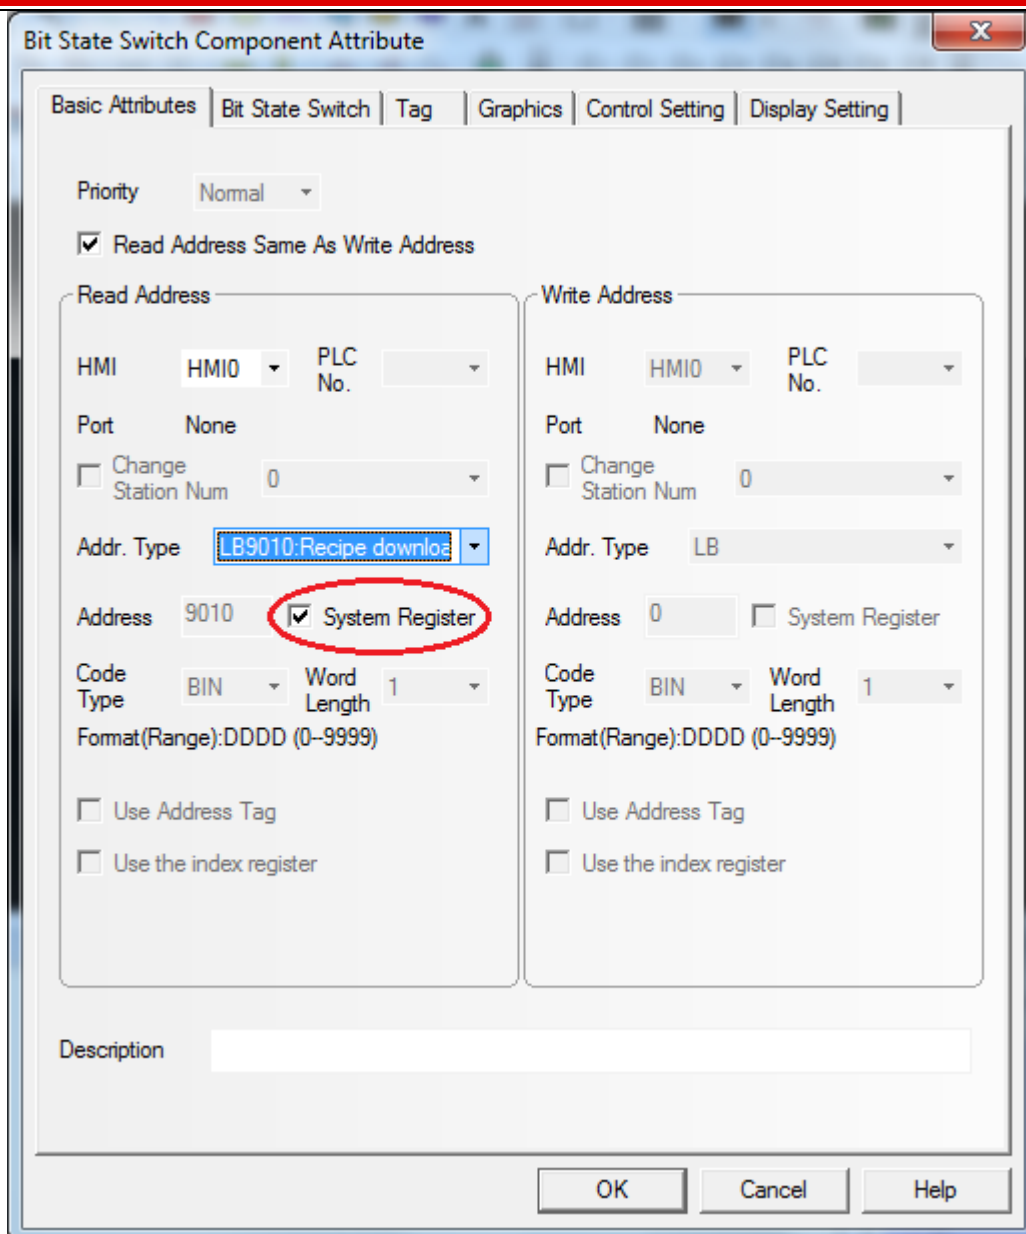 Bit State Switch Component Attribute
Basic Attributes Bit State Switch Tag Graphics Control Setting Display Setting
Priority Normal
Read Address Same As Write Address
Read Address
HMI HMI0 PLC No.
Port None
Change Station Num 0
Addr. Type LB9010:Recipe downloa
Address 9010 System Register
Code Type BIN Word Length 1
Format(Range):DDDD (0--9999)
Use Address Tag
Use the index register
Write Address
HMI HMI0 PLC No.
Port None
Change Station Num 0
Addr. Type LB
Address 0 System Register
Code Type BIN Word Length 1
Format(Range):DDDD (0--9999)
Use Address Tag
Use the index register
Description
OK Cancel Help